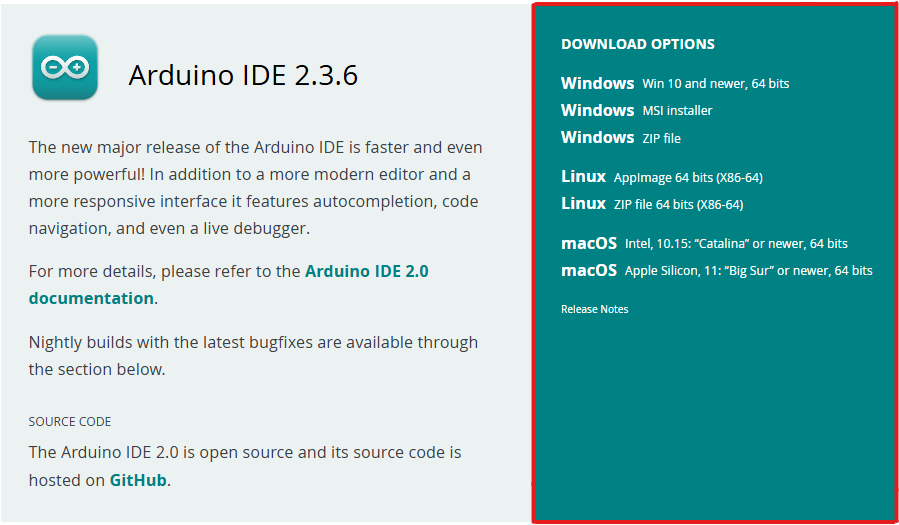 Arduino IDE 2.3.6
The new major release of the Arduino IDE is faster and even
more powerful! In addition to a more modern editor and a
more responsive interface it features autocompletion, code
navigation, and even a live debugger.
For more details, please refer to the Arduino IDE 2.0
documentation.
Nightly builds with the latest bugfixes are available through
the section below.
SOURCE CODE
The Arduino IDE 2.0 is open source and its source code is
hosted on GitHub.
DOWNLOAD OPTIONS
Windows Win 10 and newer, 64 bits
Windows MSI installer
Windows ZIP file
Linux AppImage 64 bits (X86-64)
Linux ZIP file 64 bits (X86-64)
macOS Intel, 10.15: “Catalina” or newer, 64 bits
macOS Apple Silicon, 11: “Big Sur” or newer, 64 bits
Release Notes